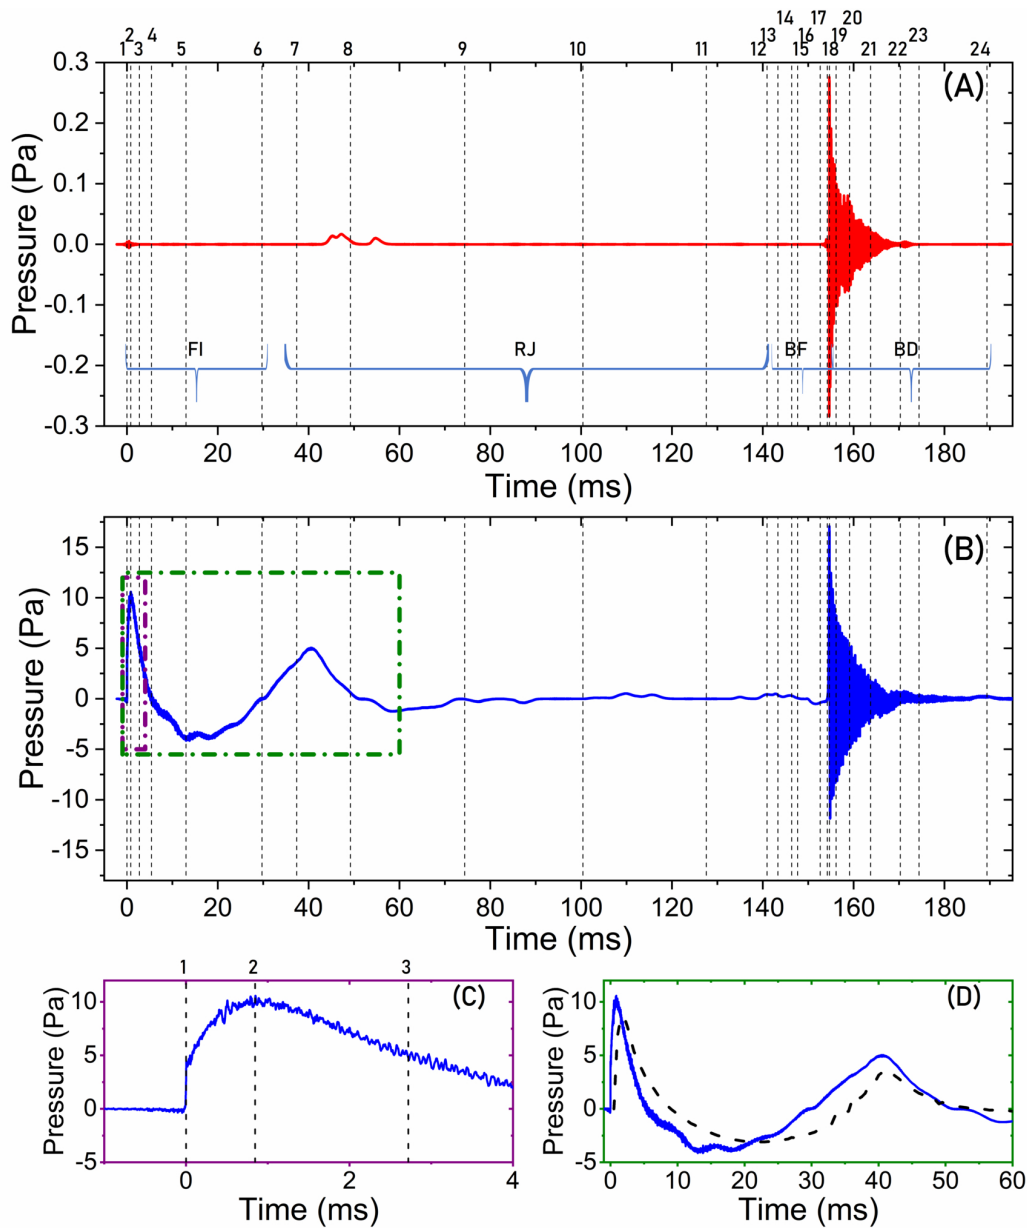 14 17 20
2 4 13 16 19 23
1 3 5 6 7 8 9 10 11 12 15 18 21 22 24
(A)
0.3
0.2
0.1
0.0
-0.1
-0.2
-0.3
Pressure (Pa)
FI RJ BF BD
0 20 40 60 80 100 120 140 160 180
Time (ms)
(B)
15
10
5
0
-5
-10
-15
Pressure (Pa)
0 20 40 60 80 100 120 140 160 180
Time (ms)
1 2 3
(C)
10
5
0
-5
Pressure (Pa)
0 2 4
Time (ms)
(D)
10
5
0
-5
Pressure (Pa)
0 10 20 30 40 50 60
Time (ms)